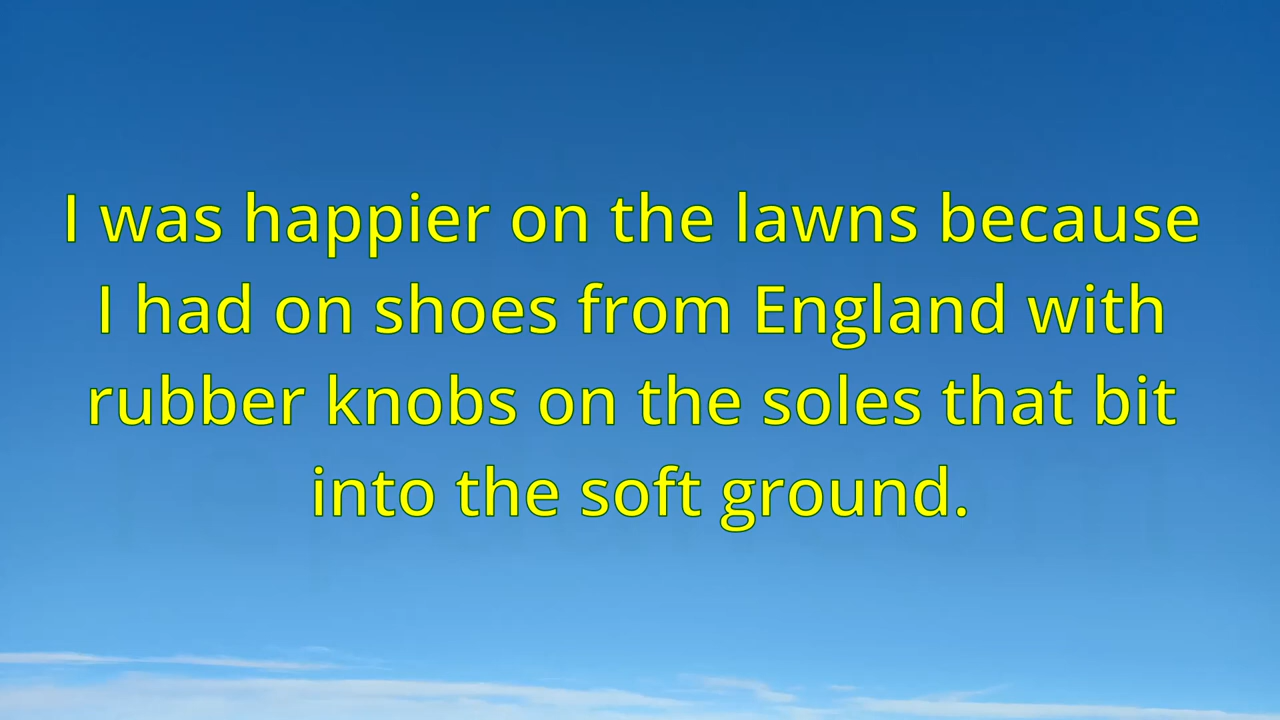 I was happier on the lawns because
I had on shoes from England with
rubber knobs on the soles that bit
into the soft ground.